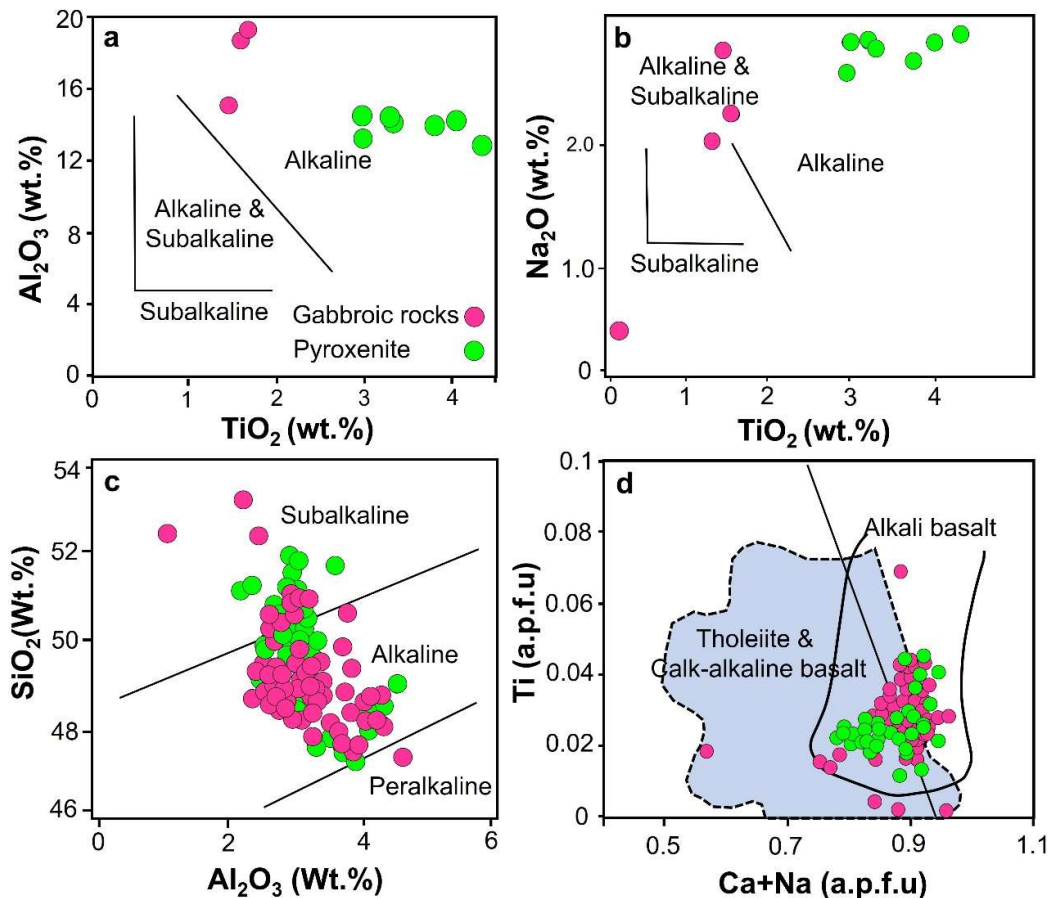 a
20
16
12
8
4
0
Al₂O₃ (wt.%)
Alkaline
Alkaline &
Subalkaline
Subalkaline
Gabbroic rocks
Pyroxenite
0 1 2 3 4
TiO₂ (wt.%)
b
2.0
1.0
0
Na₂O (wt.%)
Alkaline &
Subalkaline
Alkaline
Subalkaline
0 1 2 3 4
TiO₂ (wt.%)
c
54
52
50
48
46
SiO₂(Wt.%)
Subalkaline
Alkaline
Peralkaline
0 2 4 6
Al₂O₃ (Wt.%)
d
0.1
0.08
0.06
0.04
0.02
0
Ti (a.p.f.u)
Alkali basalt
Tholeiite &
Calk-alkaline basalt
0.5 0.7 0.9 1.1
Ca+Na (a.p.f.u)